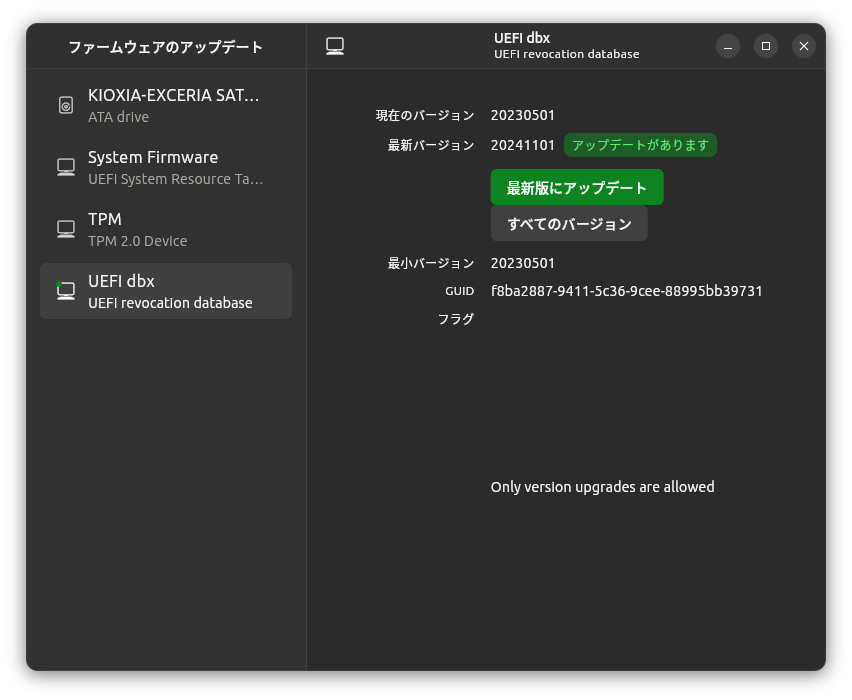 ファームウェアのアップデート
UEFI dbx
UEFI revocation database
KIOXIA-EXCERIA SAT…
ATA drive
System Firmware
UEFI System Resource Ta…
TPM
TPM 2.0 Device
UEFI dbx
UEFI revocation database
現在のバージョン 20230501
最新バージョン 20241101 アップデートがあります
最新版にアップデート
すべてのバージョン
最小バージョン 20230501
GUID f8ba2887-9411-5c36-9cee-88995bb39731
フラグ
Only version upgrades are allowed